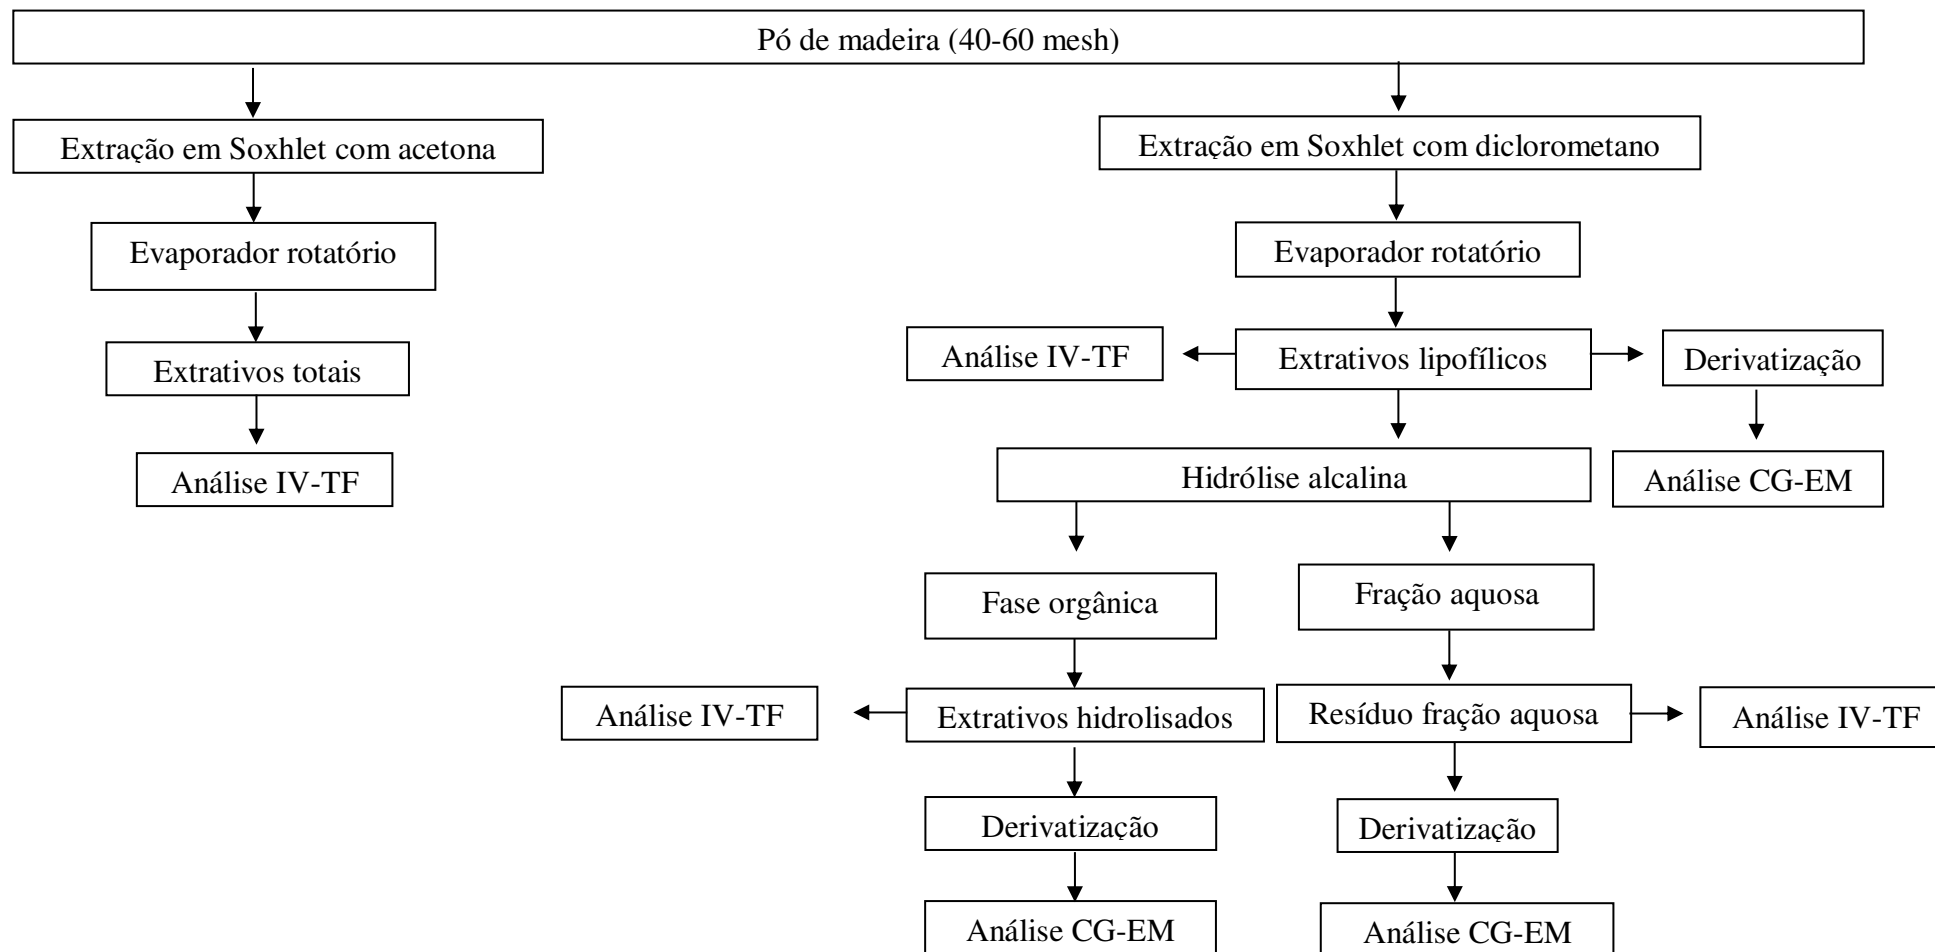 Pó de madeira (40-60 mesh)
Extração em Soxhlet com acetona
Extração em Soxhlet com diclorometano
Evaporador rotatório
Evaporador rotatório
Extrativos totais
Análise IV-TF
Extrativos lipofílicos
Derivatização
Análise IV-TF
Hidrólise alcalina
Análise CG-EM
Fase orgânica
Fração aquosa
Análise IV-TF
Extrativos hidrolisados
Resíduo fração aquosa
Análise IV-TF
Derivatização
Derivatização
Análise CG-EM
Análise CG-EM